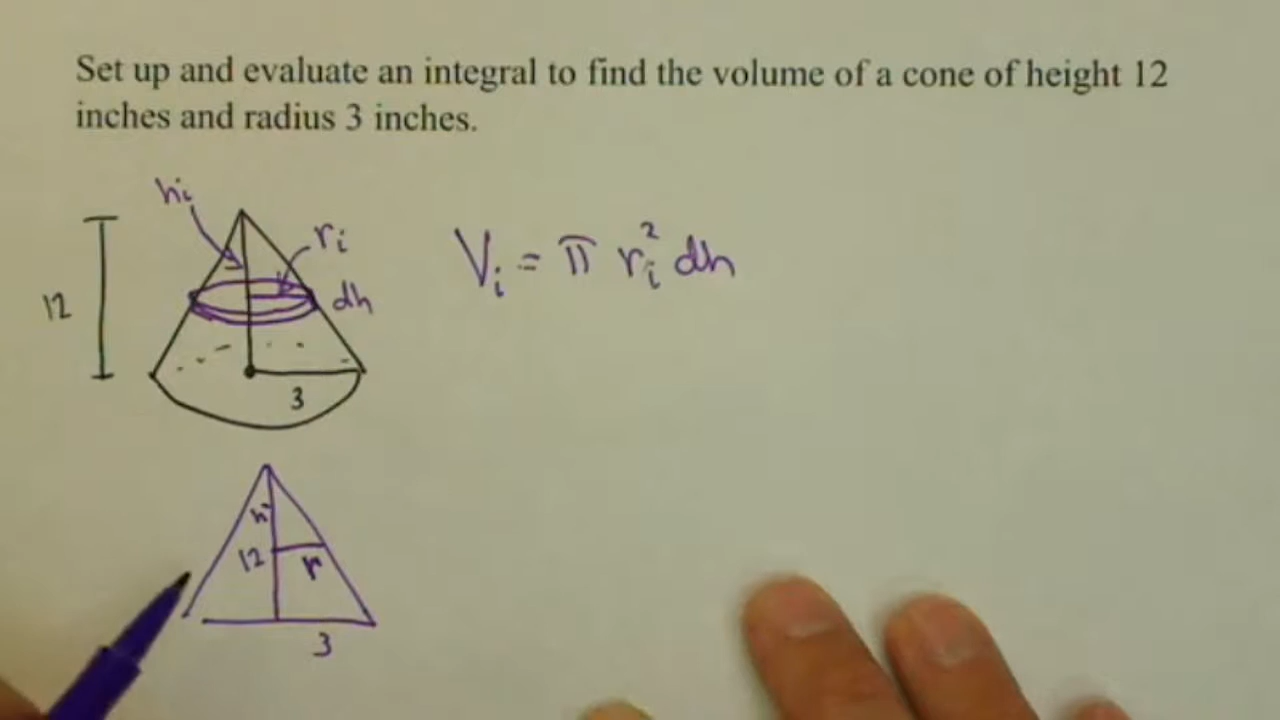 Set up and evaluate an integral to find the volume of a cone of height 12
inches and radius 3 inches.
hᵢ
rᵢ
Vᵢ = π rᵢ² dh
dh
12
3
h
12
r
3